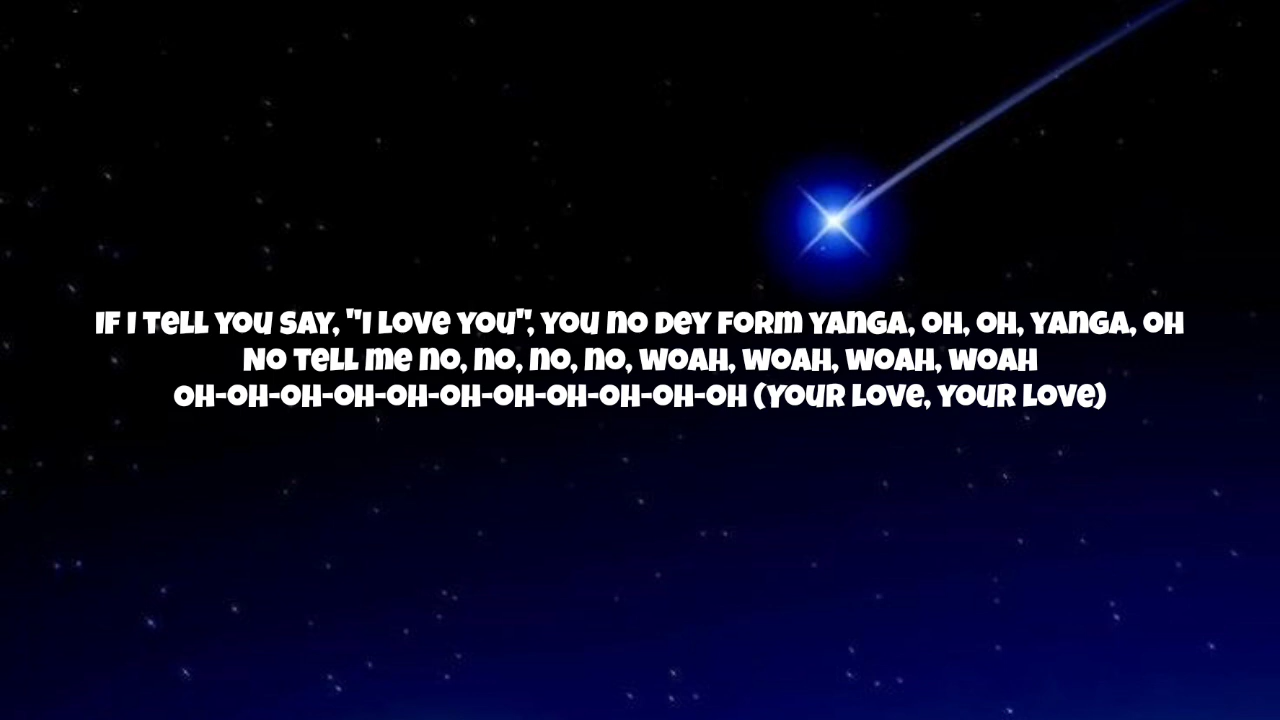 If I tell you say, "I love you", you no dey form yanga, oh, oh, yanga, oh
No tell me no, no, no, no, woah, woah, woah, woah
Oh-oh-oh-oh-oh-oh-oh-oh-oh-oh-oh (your love, your love)